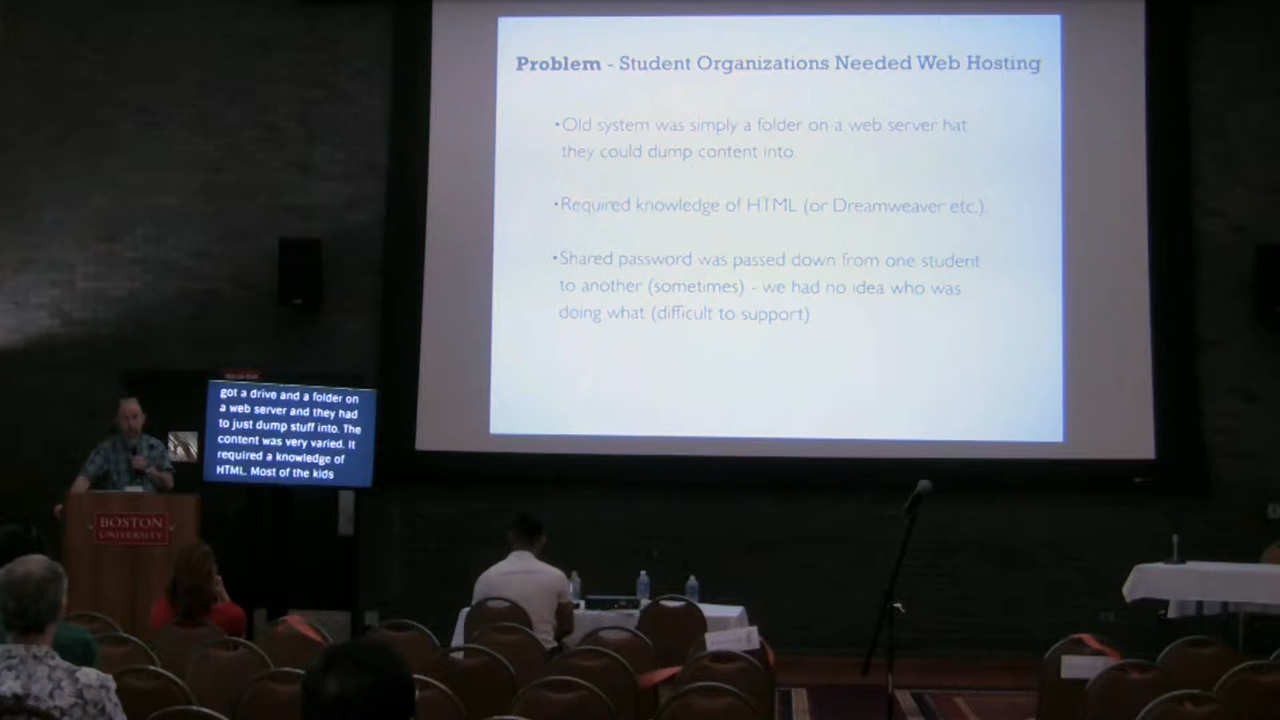 Problem - Student Organizations Needed Web Hosting
•Old system was simply a folder on a web server hat
they could dump content into.
•Required knowledge of HTML (or Dreamweaver etc.).
•Shared password was passed down from one student
to another (sometimes) - we had no idea who was
doing what (difficult to support)
got a drive and a folder on
a web server and they had
to just dump stuff into. The
content was very varied. It
required a knowledge of
HTML. Most of the kids
BOSTON
UNIVERSITY